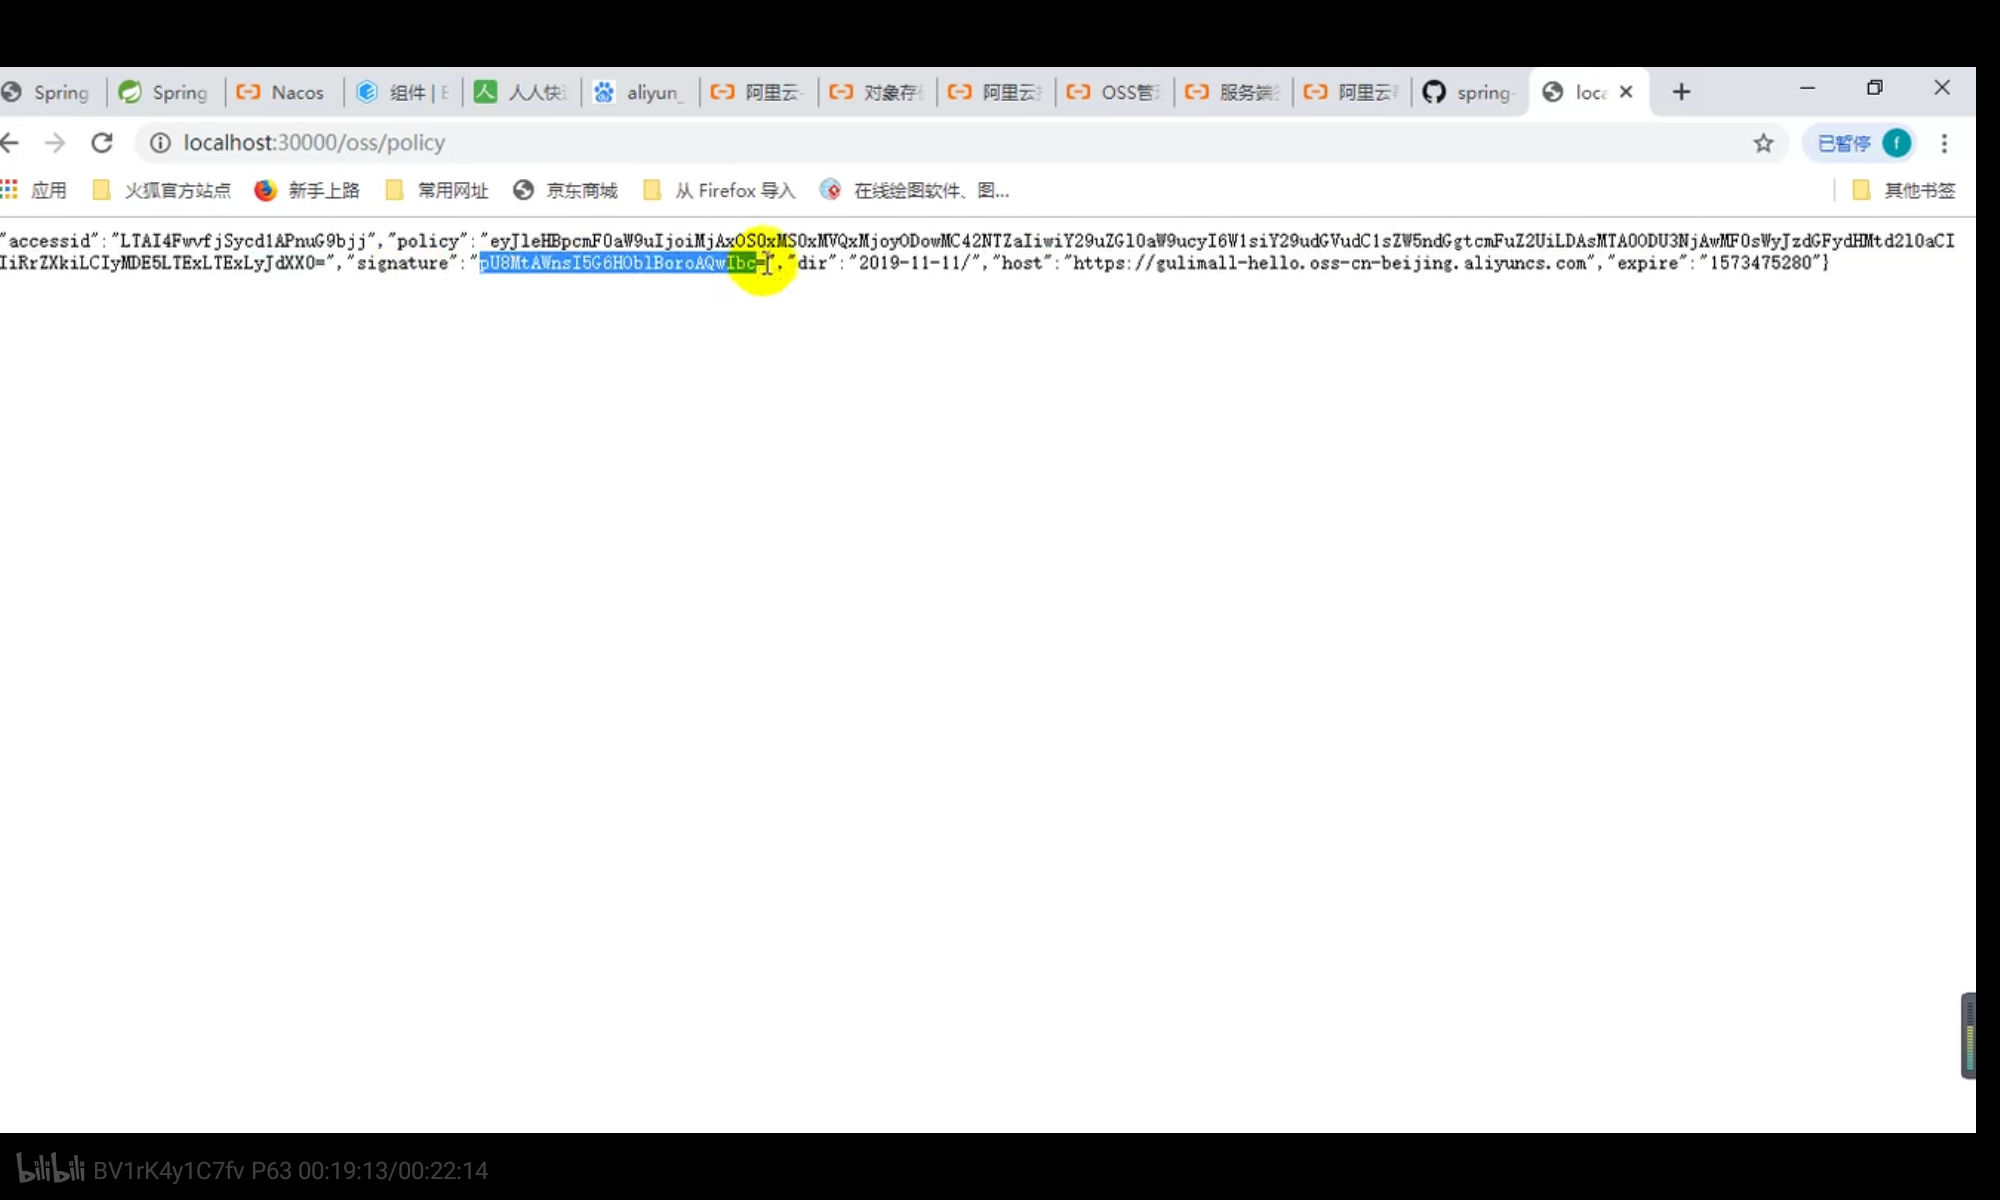 Spring Spring Nacos 组件 | E 人人快 aliyun_ 阿里云- 对象存 阿里云 OSS管 服务端 阿里云 spring- loc
localhost:30000/oss/policy 已暂停 f
应用 火狐官方站点 新手上路 常用网址 京东商城 从 Firefox 导入 在线绘图软件、图... 其他书签
"accessid":"LTAI4FwvfjSycd1APnuG9bjj","policy":"eyJleHBpcmF0aW9uIjoiMjAxOS0xMS0xMVQxMjoyODowMC42NTZaIiwiY29uZGl0aW9ucyI6W1siY29udGVudC1sZW5ndGgtcmFuZ2UiLDAsMTA0ODU3NjAwMF0sWyJzdGFydHMtd2l0aCI
IiRrZXkiLCIyMDE5LTExLTExLyJdXX0=","signature":"pU8MtAWnsI5G6HOblBoroAQwIbc=","dir":"2019-11-11/","host":"https://gulimall-hello.oss-cn-beijing.aliyuncs.com","expire":"1573475280"}
bilibili BV1rK4y1C7fv P63 00:19:13/00:22:14